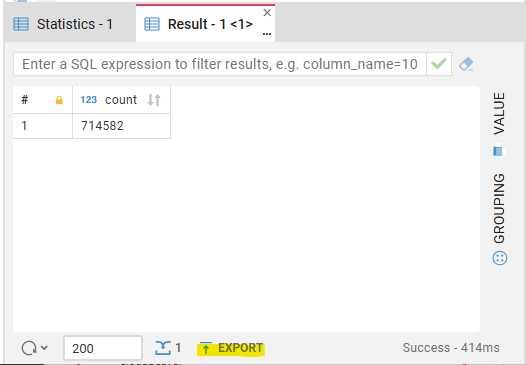 Statistics - 1
Result - 1 <1>
Enter a SQL expression to filter results, e.g. column_name=10
# 123 count
1 714582
VALUE
GROUPING
200 1 EXPORT Success - 414ms